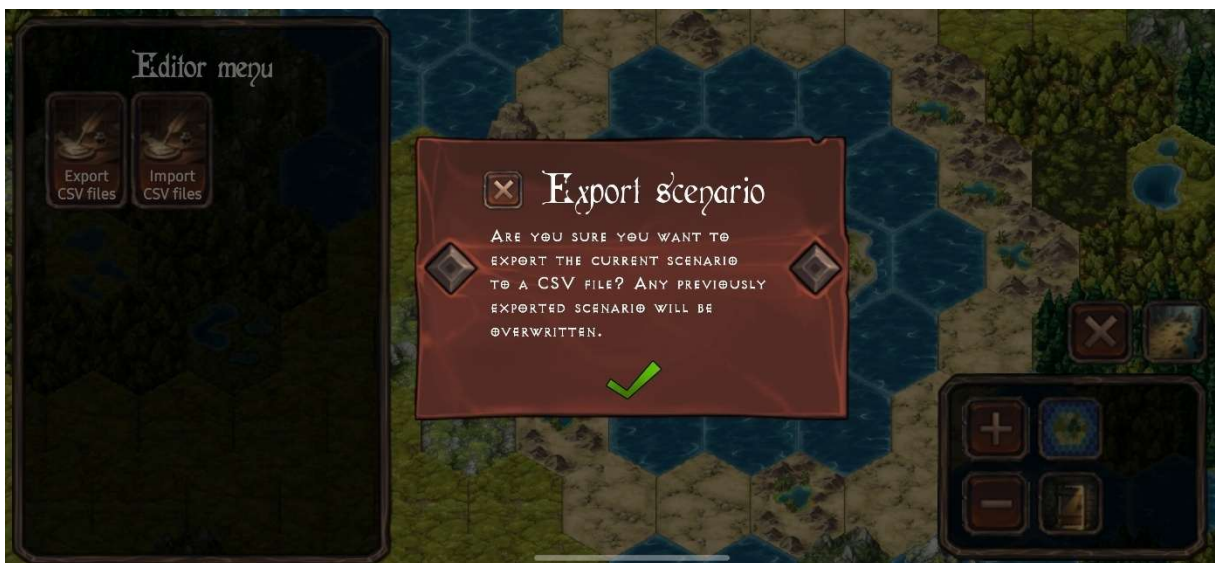 Editor menu
Export
CSV files
Import
CSV files
Export scenario
Are you sure you want to
export the current scenario
to a CSV file? Any previously
exported scenario will be
overwritten.